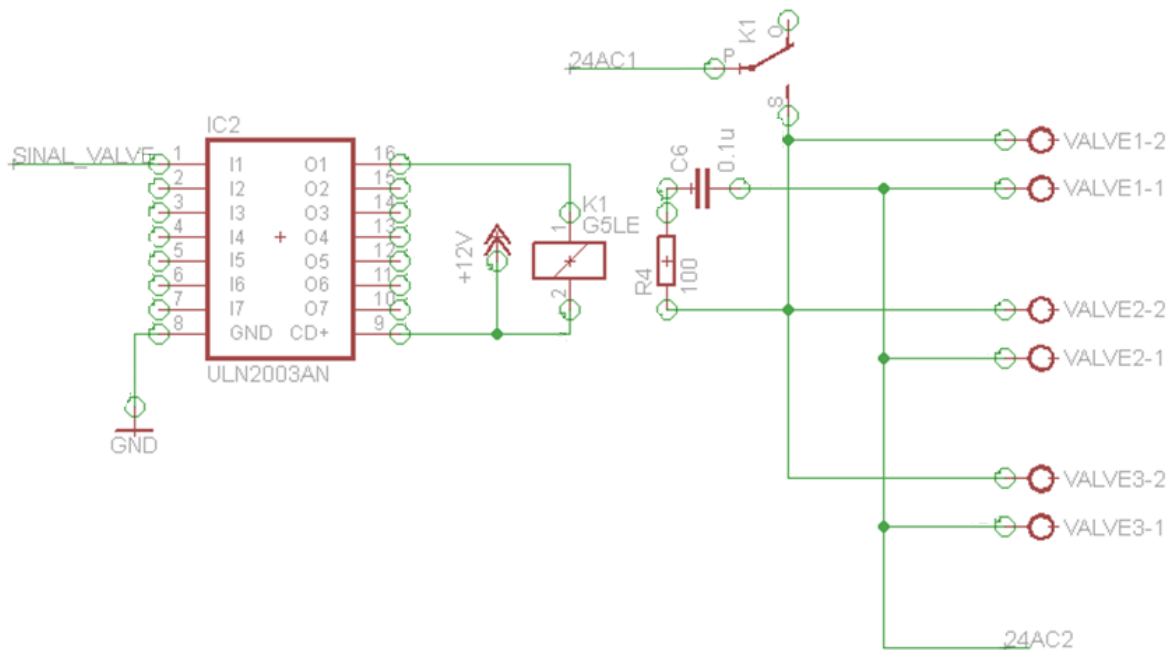 K1
O
24AC1
P
S
IC2
SINAL_VALVE
1
I1
O1
16
2
I2
O2
15
3
I3
O3
14
4
I4
O4
13
5
I5
O5
12
6
I6
O6
11
7
I7
O7
10
8
GND
CD+
9
ULN2003AN
GND
+12V
K1
G5LE
1
2
C6
0.1u
R4
100
VALVE1-2
VALVE1-1
VALVE2-2
VALVE2-1
VALVE3-2
VALVE3-1
24AC2